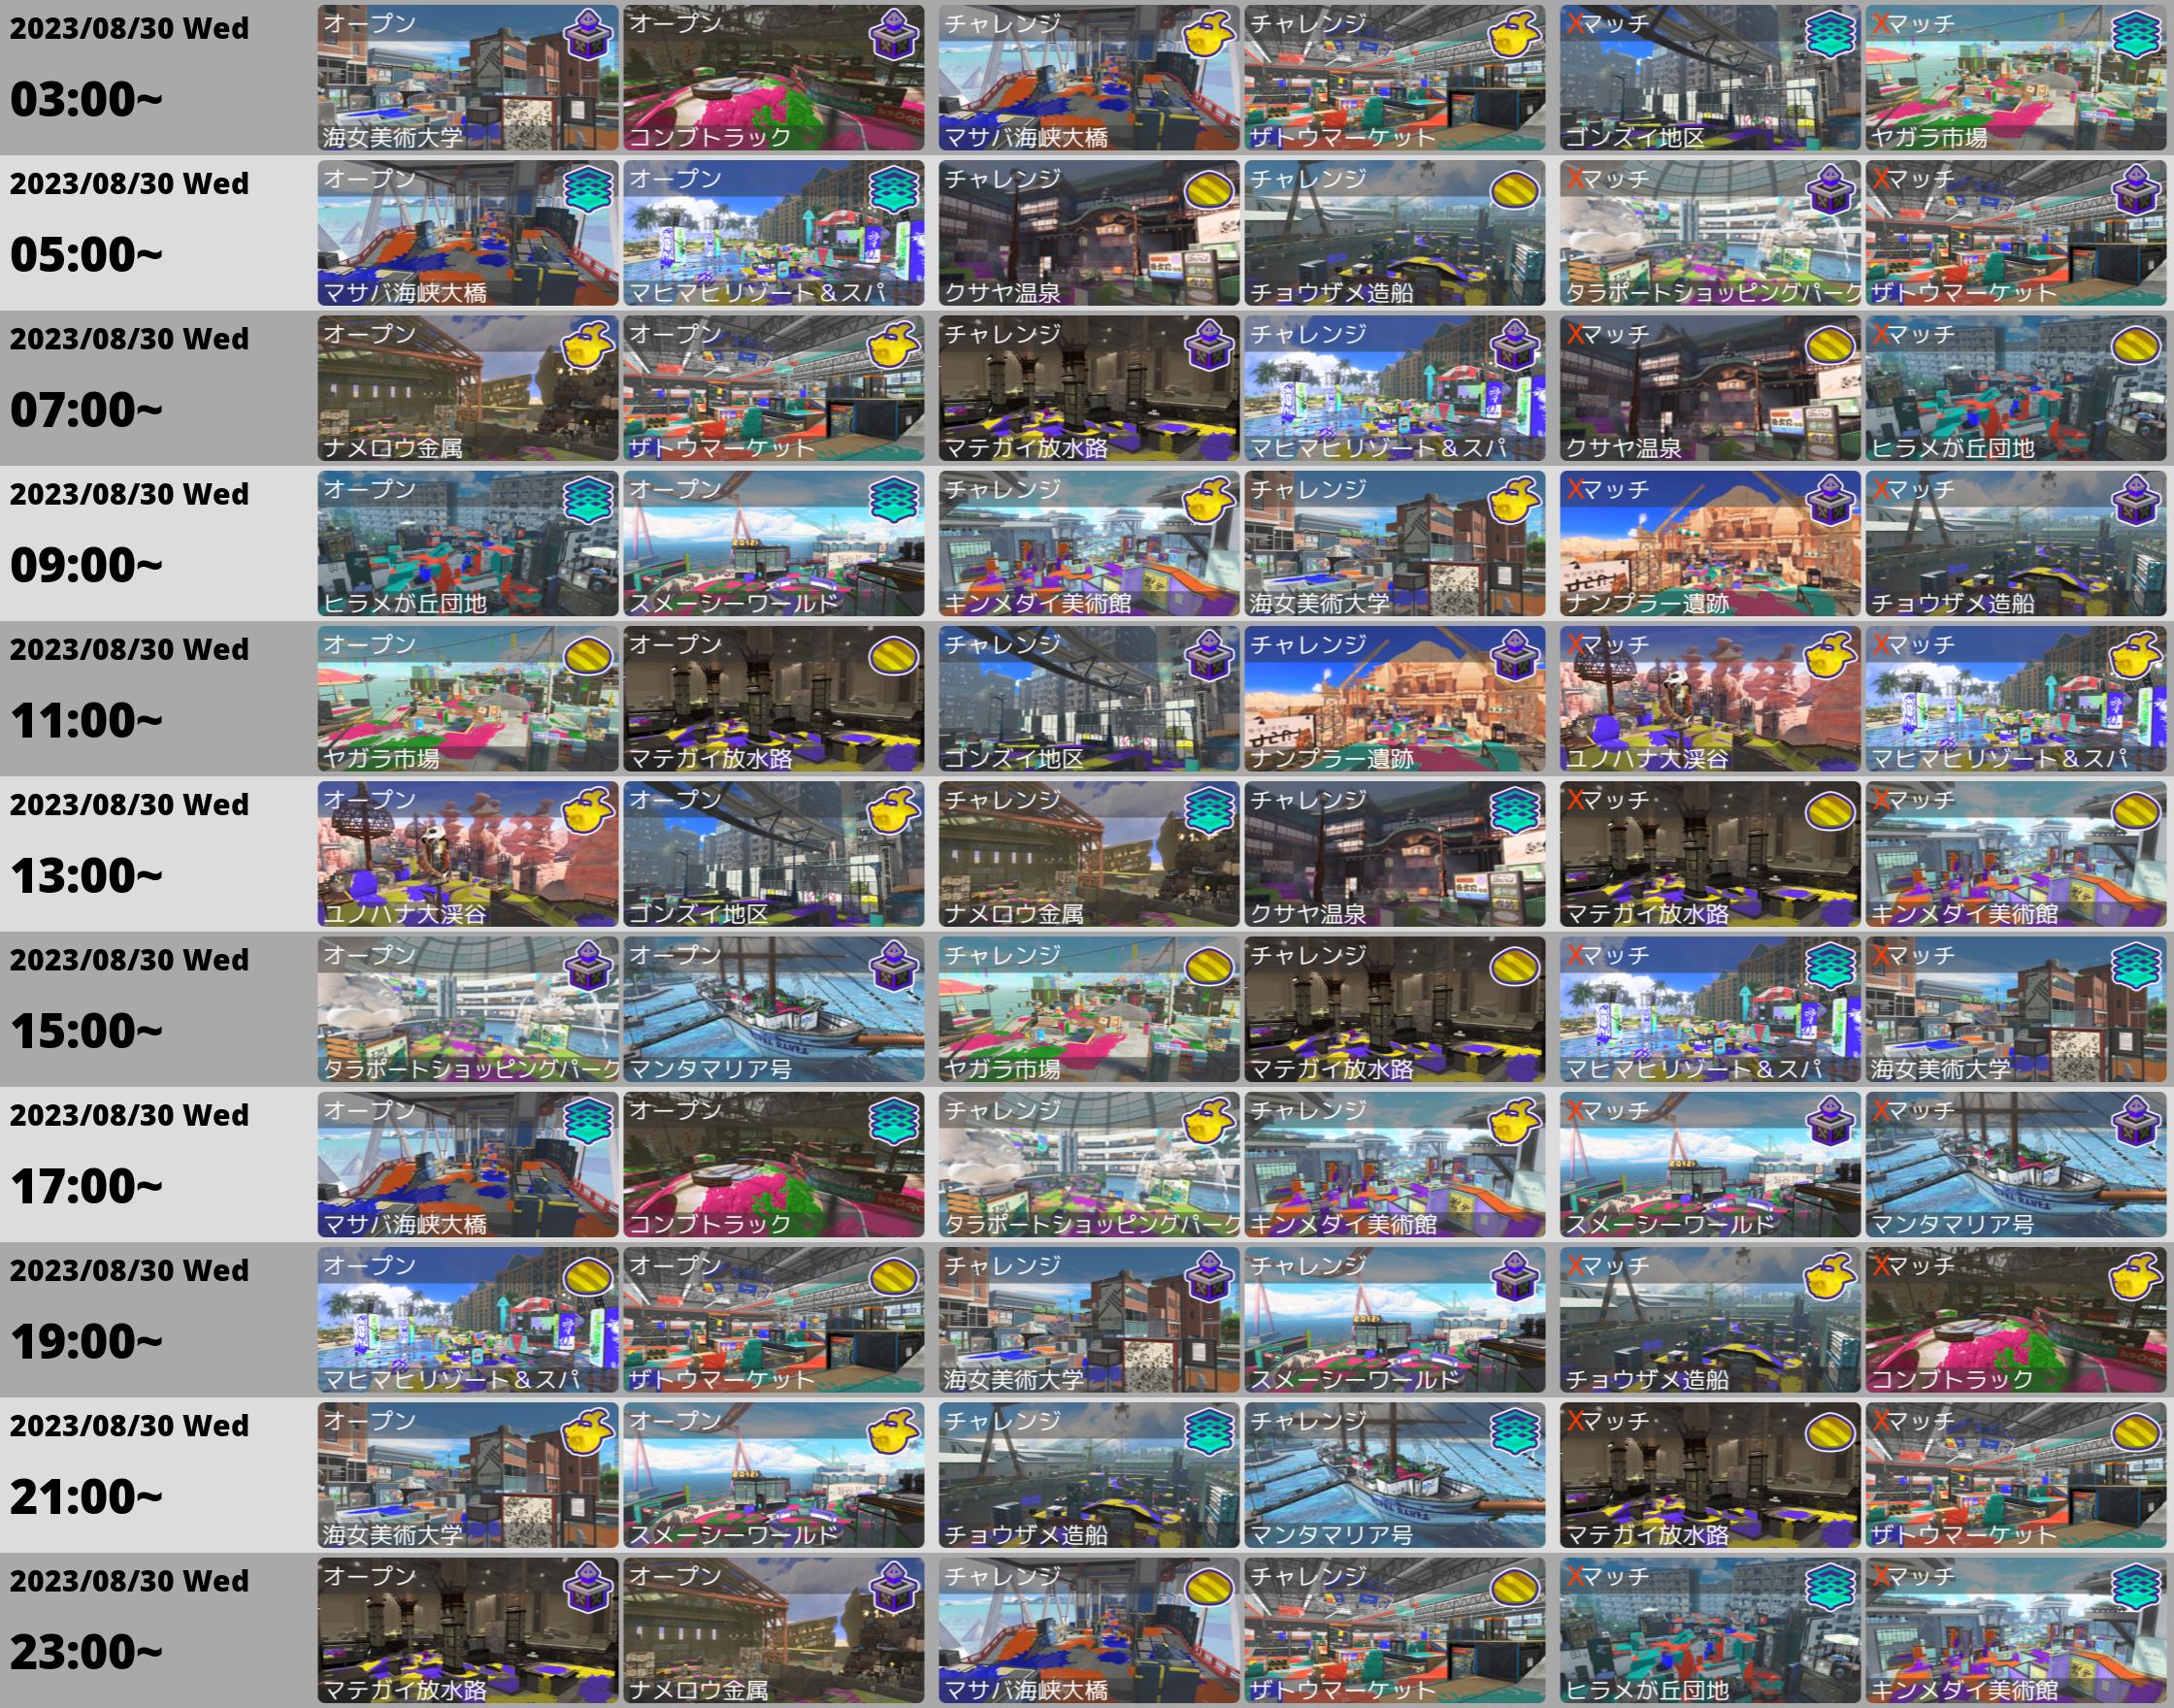 2023/08/30 Wed
03:00~
オープン
海女美術大学
オープン
コンブトラック
チャレンジ
マサバ海峡大橋
チャレンジ
ザトウマーケット
Xマッチ
ゴンズイ地区
Xマッチ
ヤガラ市場
2023/08/30 Wed
05:00~
オープン
マサバ海峡大橋
オープン
マヒマヒリゾート＆スパ
チャレンジ
クサヤ温泉
チャレンジ
チョウザメ造船
Xマッチ
タラポートショッピングパーク
Xマッチ
ザトウマーケット
2023/08/30 Wed
07:00~
オープン
ナメロウ金属
オープン
ザトウマーケット
チャレンジ
マテガイ放水路
チャレンジ
マヒマヒリゾート＆スパ
Xマッチ
クサヤ温泉
Xマッチ
ヒラメが丘団地
2023/08/30 Wed
09:00~
オープン
ヒラメが丘団地
オープン
スメーシーワールド
チャレンジ
キンメダイ美術館
チャレンジ
海女美術大学
Xマッチ
ナンプラー遺跡
Xマッチ
チョウザメ造船
2023/08/30 Wed
11:00~
オープン
ヤガラ市場
オープン
マテガイ放水路
チャレンジ
ゴンズイ地区
チャレンジ
ナンプラー遺跡
Xマッチ
ユノハナ大渓谷
Xマッチ
マヒマヒリゾート＆スパ
2023/08/30 Wed
13:00~
オープン
ユノハナ大渓谷
オープン
ゴンズイ地区
チャレンジ
ナメロウ金属
チャレンジ
クサヤ温泉
Xマッチ
マテガイ放水路
Xマッチ
キンメダイ美術館
2023/08/30 Wed
15:00~
オープン
タラポートショッピングパーク
オープン
マンタマリア号
チャレンジ
ヤガラ市場
チャレンジ
マテガイ放水路
Xマッチ
マヒマヒリゾート＆スパ
Xマッチ
海女美術大学
2023/08/30 Wed
17:00~
オープン
マサバ海峡大橋
オープン
コンブトラック
チャレンジ
タラポートショッピングパーク
チャレンジ
キンメダイ美術館
Xマッチ
スメーシーワールド
Xマッチ
マンタマリア号
2023/08/30 Wed
19:00~
オープン
マヒマヒリゾート＆スパ
オープン
ザトウマーケット
チャレンジ
海女美術大学
チャレンジ
スメーシーワールド
Xマッチ
チョウザメ造船
Xマッチ
コンブトラック
2023/08/30 Wed
21:00~
オープン
海女美術大学
オープン
スメーシーワールド
チャレンジ
チョウザメ造船
チャレンジ
マンタマリア号
Xマッチ
マテガイ放水路
Xマッチ
ザトウマーケット
2023/08/30 Wed
23:00~
オープン
マテガイ放水路
オープン
ナメロウ金属
チャレンジ
マサバ海峡大橋
チャレンジ
ザトウマーケット
Xマッチ
ヒラメが丘団地
Xマッチ
キンメダイ美術館